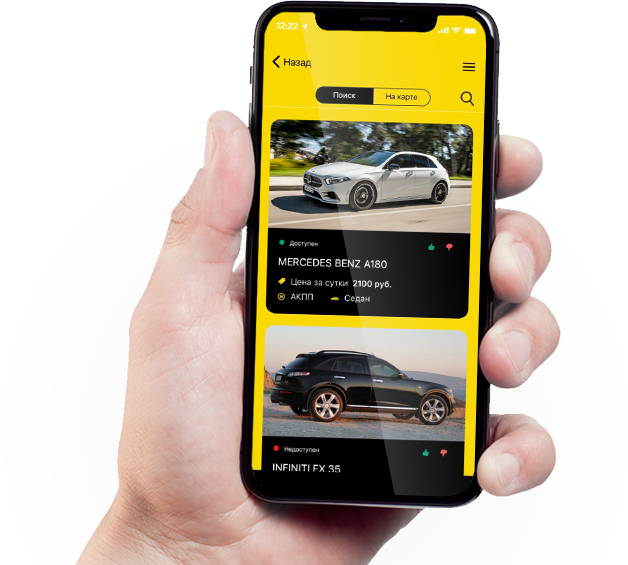 12:22
Назад
Поиск
На карте
Доступен
MERCEDES BENZ A180
Цена за сутки 2100 руб.
АКПП
Седан
Недоступен
INFINITI FX 35